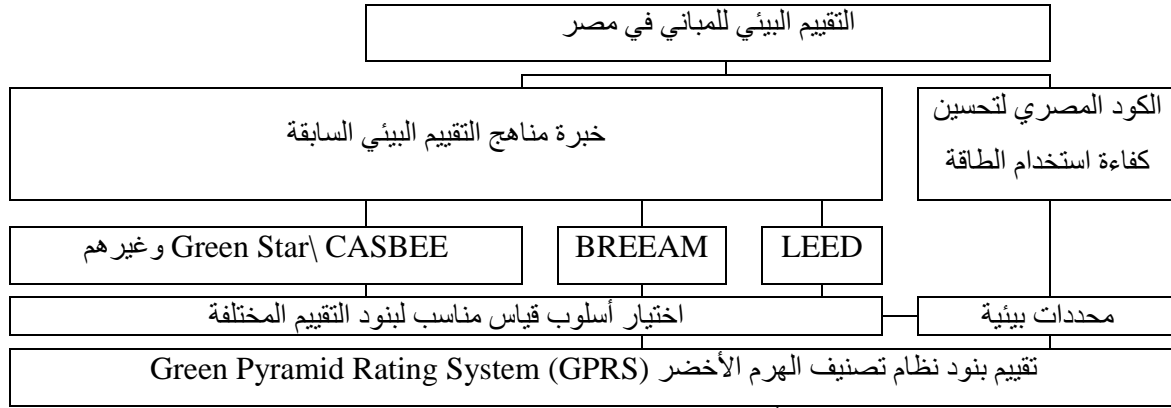 التقييم البيئي للمباني في مصر
الكود المصري لتحسين
كفاءة استخدام الطاقة
خبرة مناهج التقييم البيئي السابقة
LEED
BREEAM
Green Star\ CASBEE وغيرهم
محددات بيئية
اختيار أسلوب قياس مناسب لبنود التقييم المختلفة
تقييم بنود نظام تصنيف الهرم الأخضر Green Pyramid Rating System (GPRS)